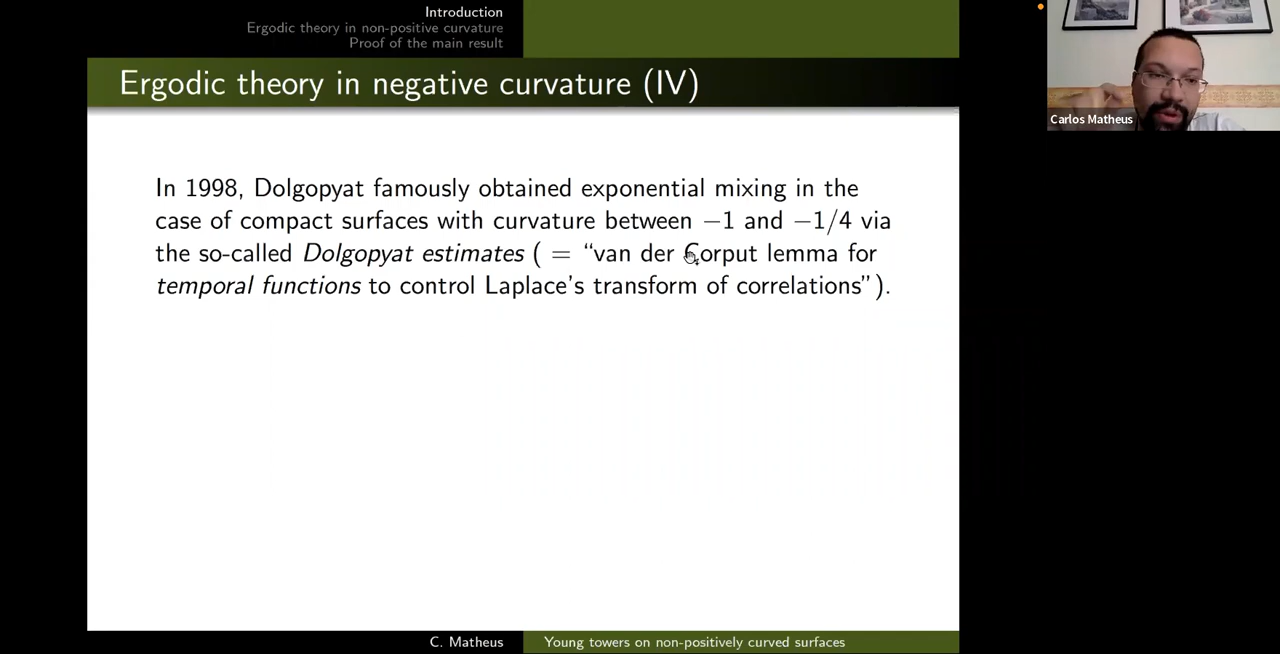 Introduction
Ergodic theory in non-positive curvature
Proof of the main result
Ergodic theory in negative curvature (IV)
In 1998, Dolgopyat famously obtained exponential mixing in the
case of compact surfaces with curvature between −1 and −1/4 via
the so-called Dolgopyat estimates ( = “van der Corput lemma for
temporal functions to control Laplace's transform of correlations”).
C. Matheus
Young towers on non-positively curved surfaces
Carlos Matheus